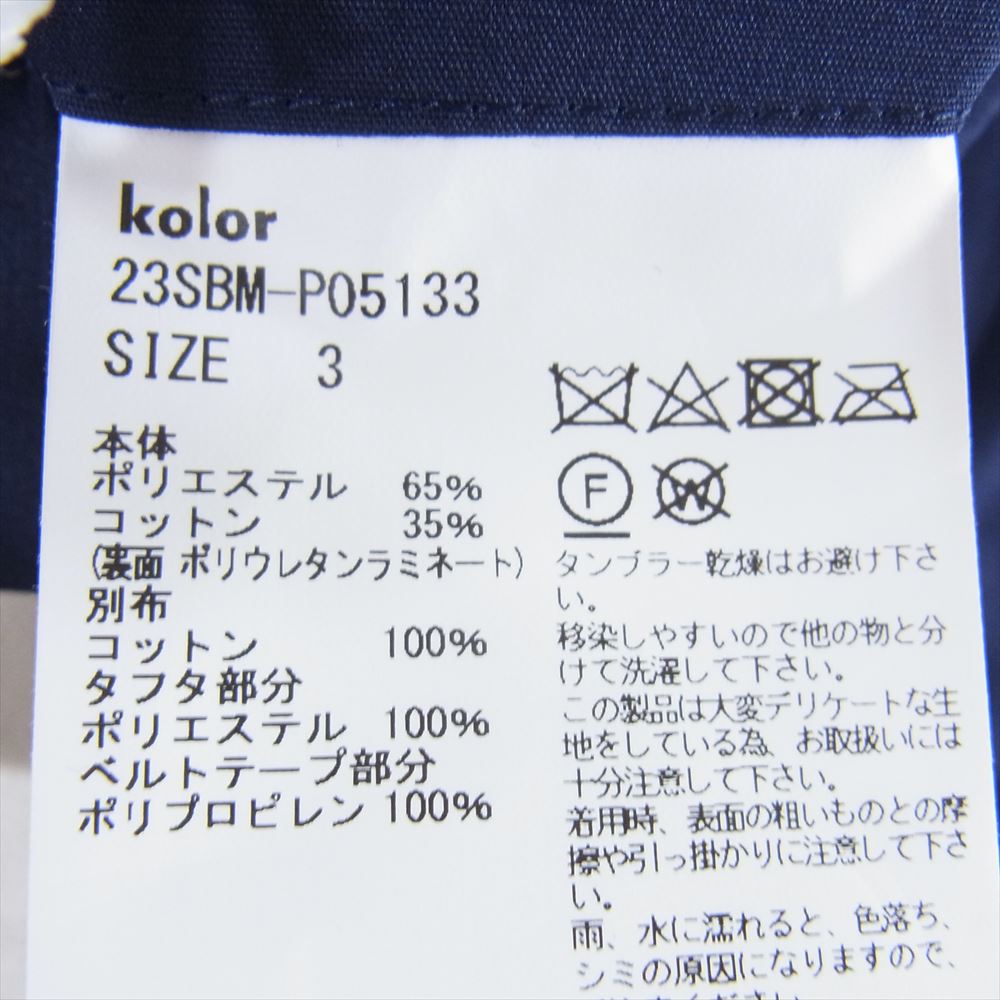 kolor
23SBM-P05133
SIZE 3
本体
ポリエステル 65%
コットン 35%
(裏面 ポリウレタンラミネート)
別布
コットン 100%
タフタ部分
ポリエステル 100%
ベルトテープ部分
ポリプロピレン 100%
F
W
タンブラー乾燥はお避け下さ
い。
移染しやすいので他の物と分
けて洗濯して下さい。
この製品は大変デリケートな生
地をしている為、お取扱いには
十分注意して下さい。
着用時、表面の粗いものとの摩
擦や引っ掛かりに注意して下さ
い。
雨、水に濡れると、色落ち、
シミの原因になりますので、